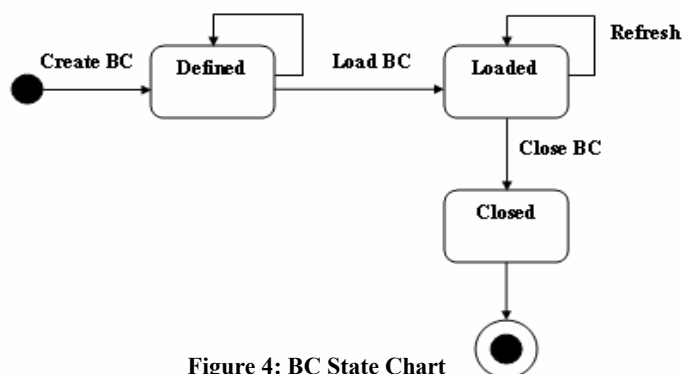 Refresh
Create BC
Defined
Load BC
Loaded
Close BC
Closed
Figure 4: BC State Chart